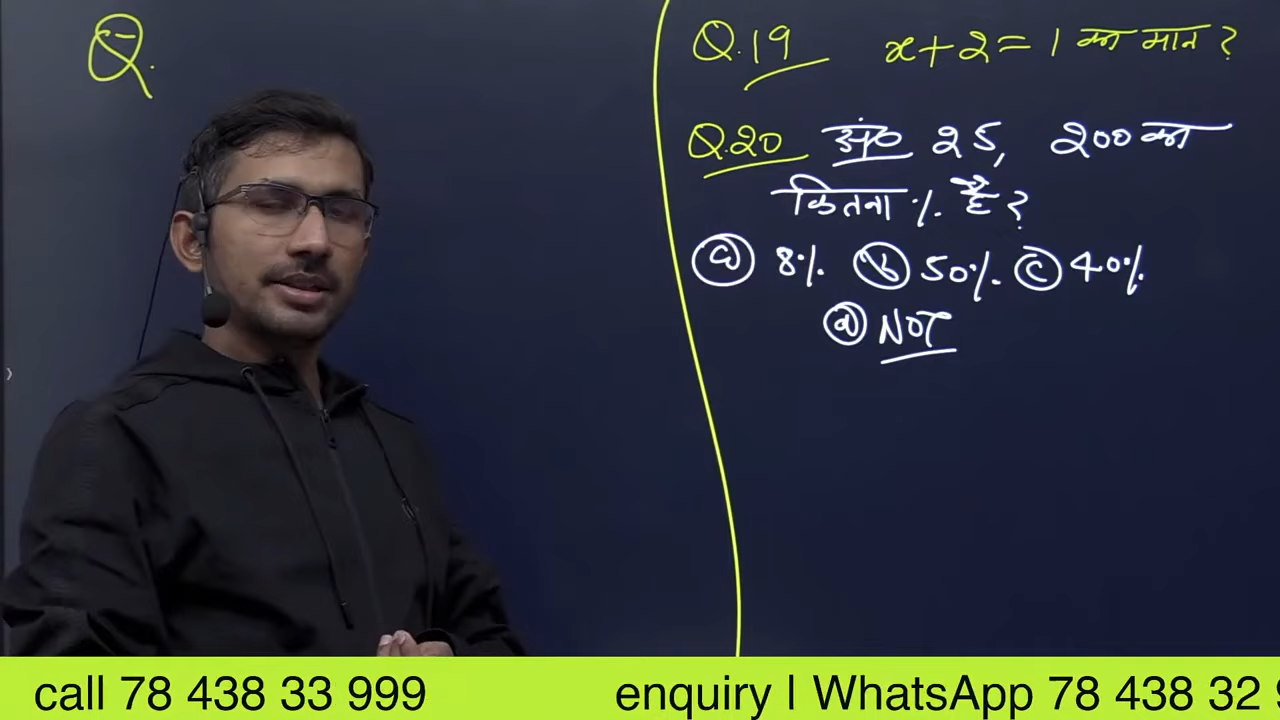 Q.
Q.19 x+2=1 का मान ?
Q.20 25, 200 का
कितना % है ?
(a) 8% (b) 50% (c) 40%
(d) NOT
call 78 438 33 999 enquiry | WhatsApp 78 438 32 9